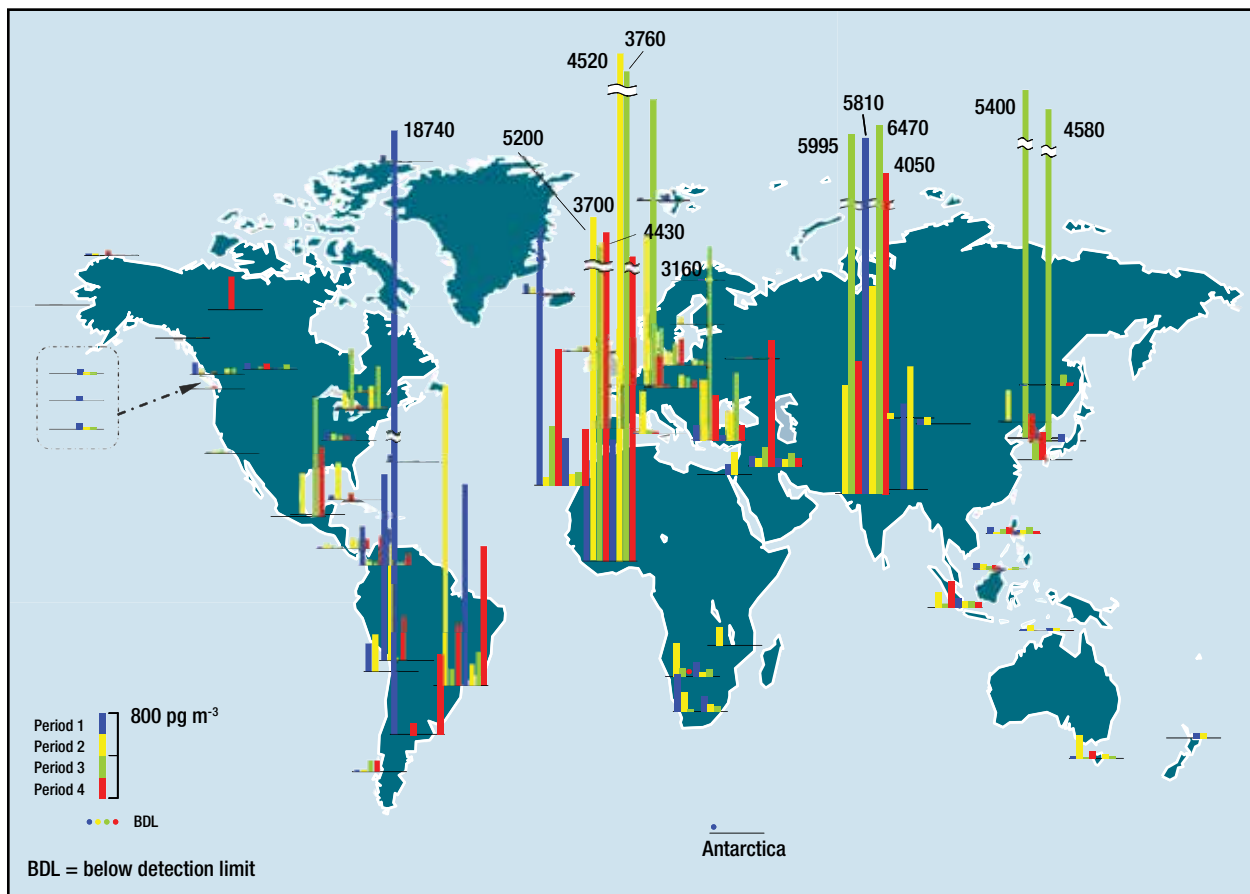 3760
4520
18740
5200
3700
4430
3160
5810
5995
6470
4050
5400
4580
Period 1
Period 2
Period 3
Period 4
800 pg m-3
BDL
BDL = below detection limit
Antarctica